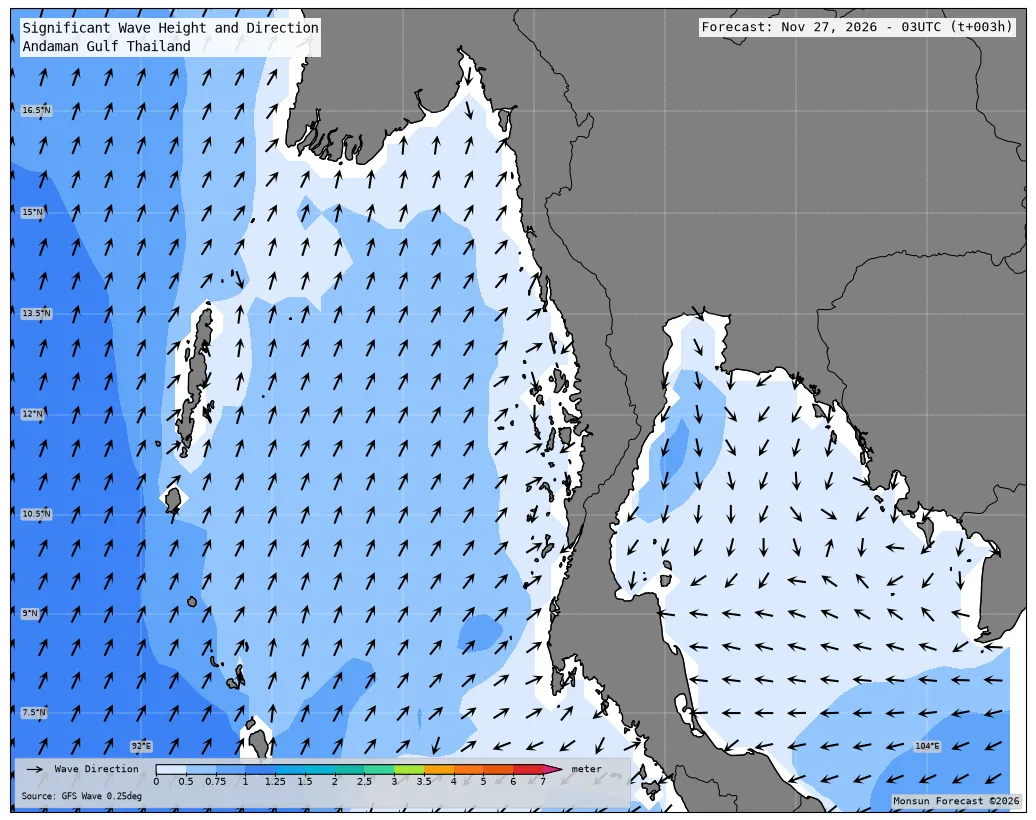 Significant Wave Height and Direction
Andaman Gulf Thailand
Forecast: Nov 27, 2026 - 03UTC (t+003h)
16.5°N
15°N
13.5°N
12°N
10.5°N
9°N
7.5°N
92°E
104°E
Wave Direction
0 0.5 0.75 1 1.25 1.5 2 2.5 3 3.5 4 5 6 7
meter
Source: GFS Wave 0.25deg
Monsun Forecast ©2026